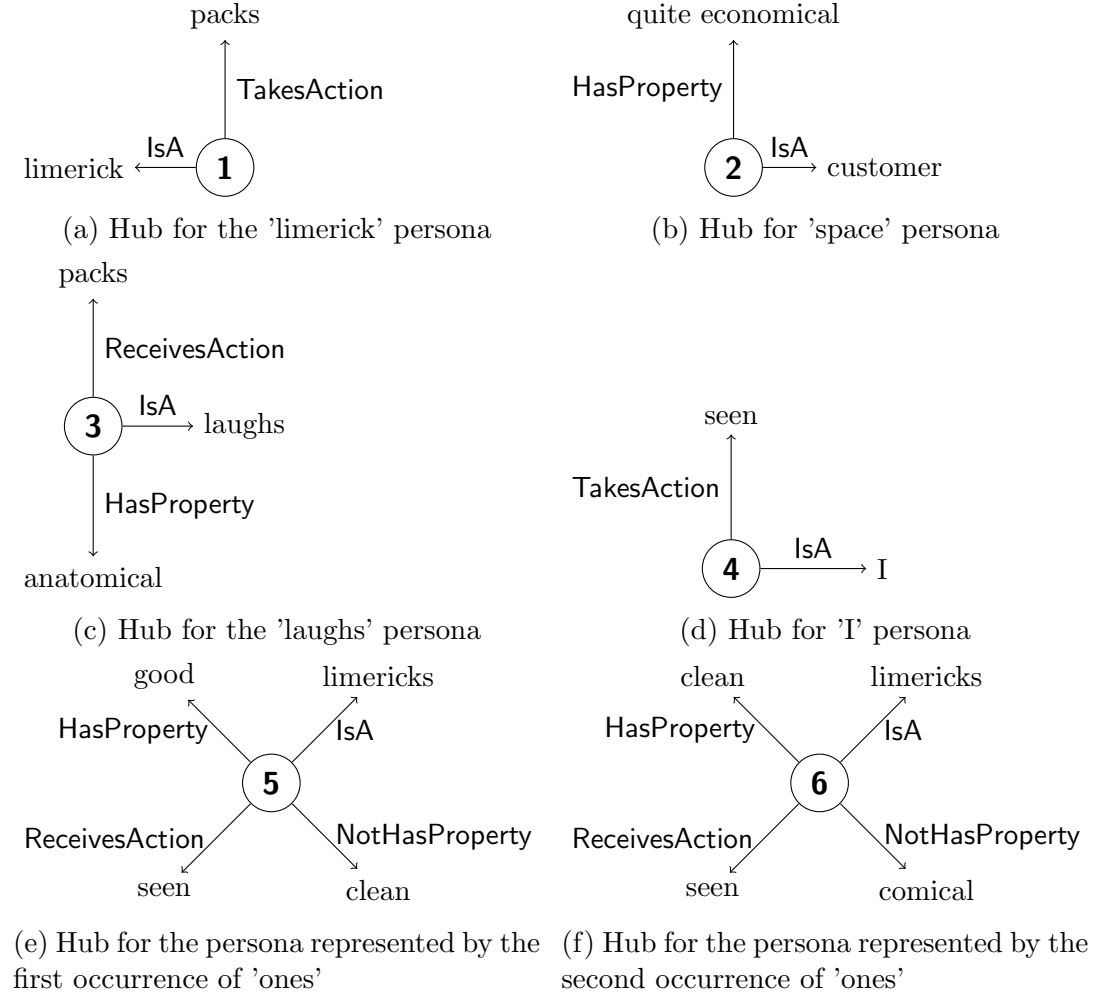 packs
TakesAction
IsA
limerick
1
(a) Hub for the 'limerick' persona
quite economical
HasProperty
IsA
2
customer
(b) Hub for 'space' persona
packs
ReceivesAction
IsA
3
laughs
HasProperty
anatomical
(c) Hub for the 'laughs' persona
seen
TakesAction
IsA
4
I
(d) Hub for 'I' persona
good
limericks
HasProperty
IsA
5
ReceivesAction
NotHasProperty
seen
clean
(e) Hub for the persona represented by the
first occurrence of 'ones'
clean
limericks
HasProperty
IsA
6
ReceivesAction
NotHasProperty
seen
comical
(f) Hub for the persona represented by the
second occurrence of 'ones'